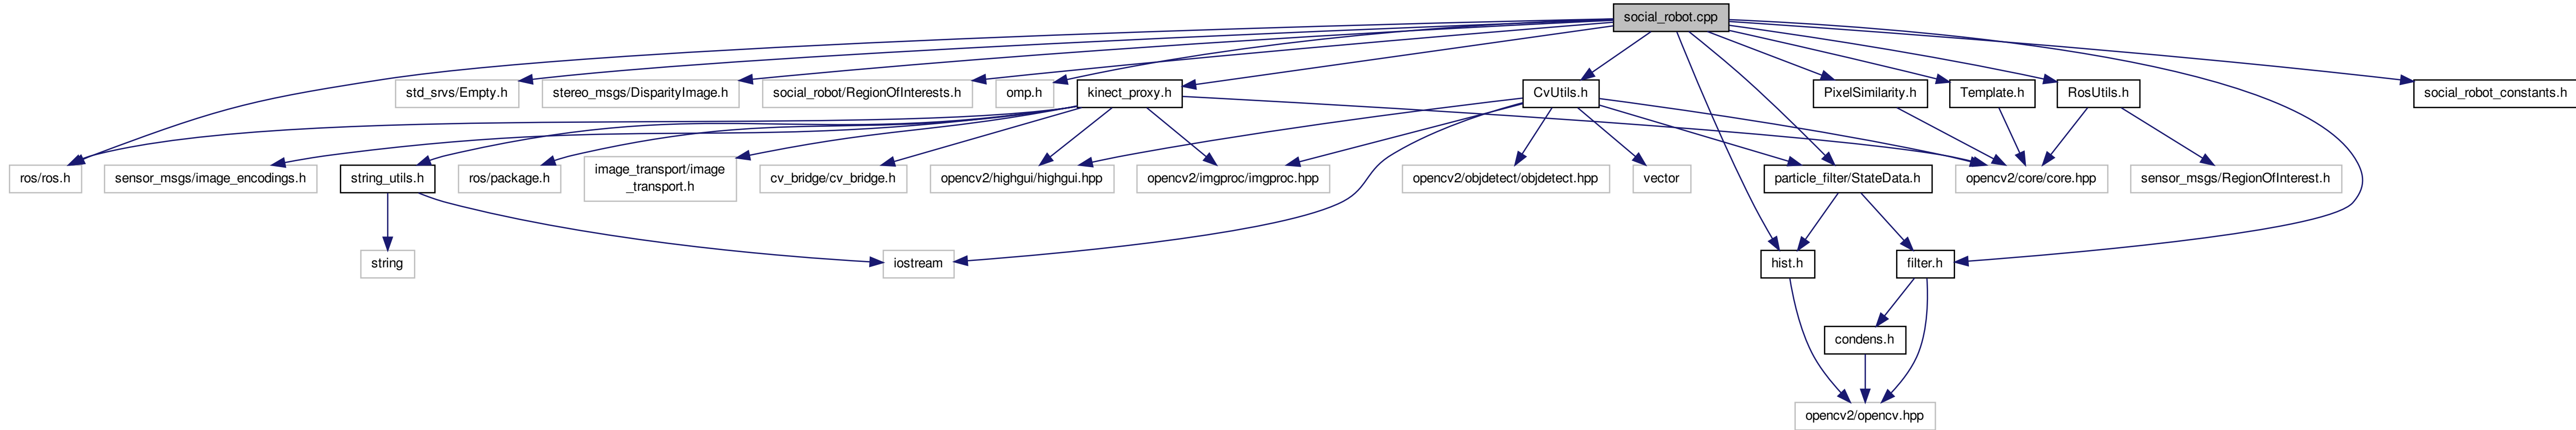 social_robot.cpp
std_srvs/Empty.h
stereo_msgs/DisparityImage.h
social_robot/RegionOfInterests.h
omp.h
kinect_proxy.h
CvUtils.h
PixelSimilarity.h
Template.h
RosUtils.h
social_robot_constants.h
ros/ros.h
sensor_msgs/image_encodings.h
string_utils.h
ros/package.h
image_transport/image
_transport.h
cv_bridge/cv_bridge.h
opencv2/highgui/highgui.hpp
opencv2/imgproc/imgproc.hpp
opencv2/objdetect/objdetect.hpp
vector
particle_filter/StateData.h
opencv2/core/core.hpp
sensor_msgs/RegionOfInterest.h
string
iostream
hist.h
filter.h
condens.h
opencv2/opencv.hpp